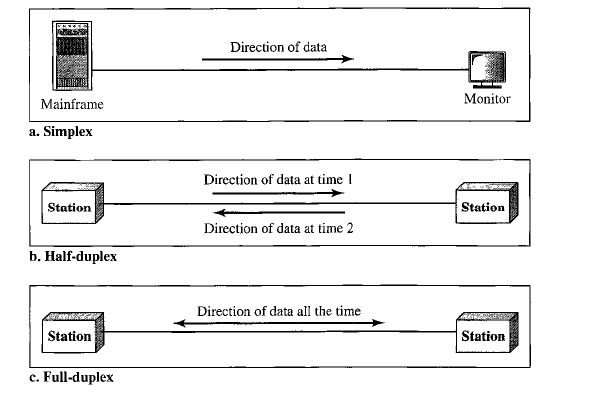 Direction of data
Mainframe
Monitor
a. Simplex
Direction of data at time 1
Station
Station
Direction of data at time 2
b. Half-duplex
Direction of data all the time
Station
Station
c. Full-duplex